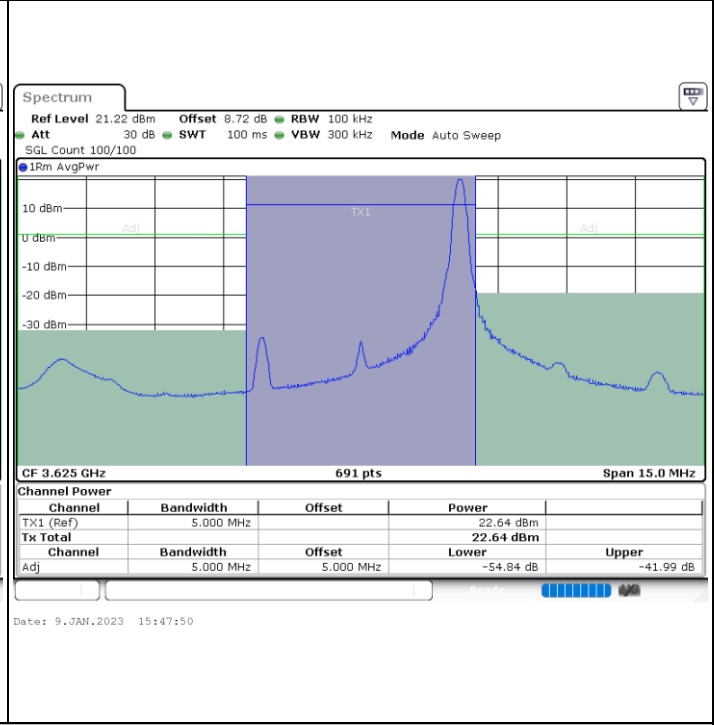 Spectrum
Ref Level 21.22 dBm Offset 8.72 dB RBW 100 kHz
Att 30 dB SWT 100 ms VBW 300 kHz Mode Auto Sweep
SGL Count 100/100
1Rm AvgPwr
10 dBm
TX1
Adj
Adj
0 dBm
-10 dBm
-20 dBm
-30 dBm
CF 3.625 GHz 691 pts Span 15.0 MHz
Channel Power
Channel Bandwidth Offset Power
TX1 (Ref) 5.000 MHz 22.64 dBm
Tx Total 22.64 dBm
Channel Bandwidth Offset Lower Upper
Adj 5.000 MHz 5.000 MHz -54.84 dB -41.99 dB
Ready
Date: 9.JAN.2023 15:47:50